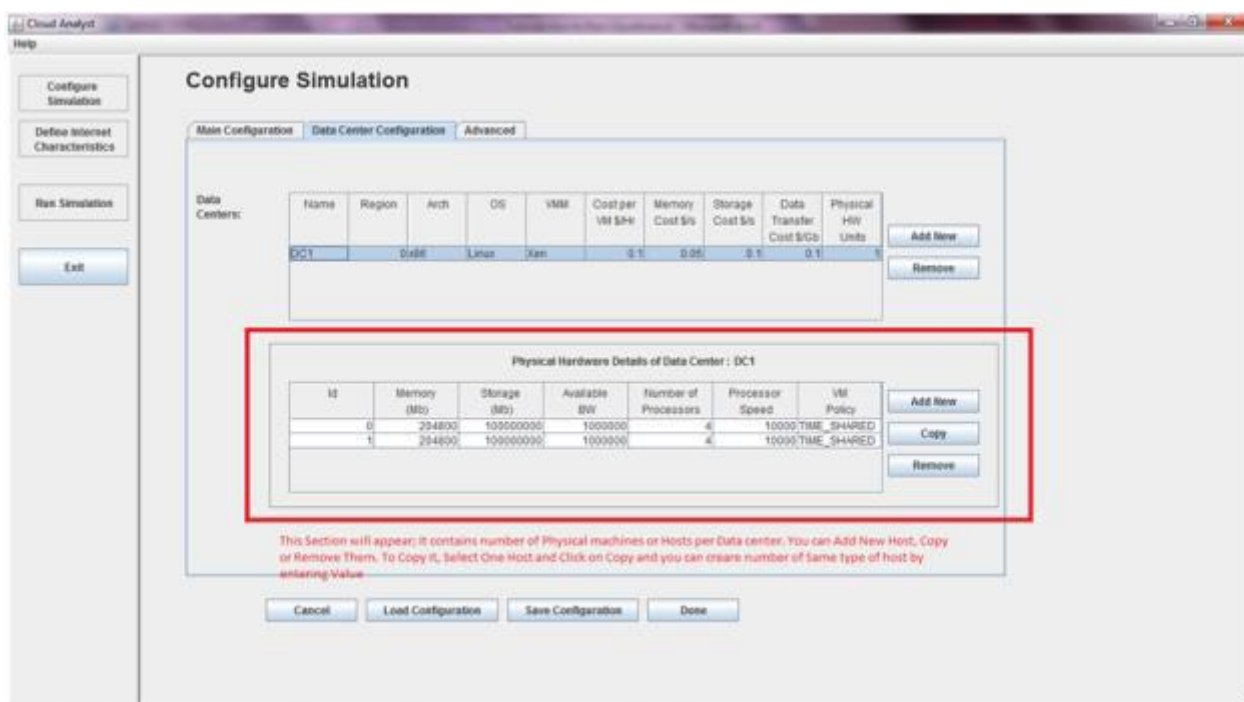 Cloud Analyst
Help
Configure Simulation
Configure
Simulation
Define Internet
Characteristics
Run Simulation
Exit
Main Configuration Data Center Configuration Advanced
Data
Centers:
Name Region Arch OS VMM Cost per VM $/Hr Memory Cost $/s Storage Cost $/s Data Transfer Cost $/Gb Physical HW Units
DC1 0 x86 Linux Xen 0.1 0.05 0.1 0.1 1
Add New
Remove
Physical Hardware Details of Data Center : DC1
Id Memory (Mb) Storage (Mb) Available BW Number of Processors Processor Speed VM Policy
0 204800 100000000 1000000 4 10000 TIME_SHARED
1 204800 100000000 1000000 4 10000 TIME_SHARED
Add New
Copy
Remove
This Section will appear; it contains number of Physical machines or Hosts per Data center. You can Add New Host, Copy
or Remove Them. To Copy it, Select One Host and Click on Copy and you can creare number of Same type of host by
entering Value
Cancel Load Configuration Save Configuration Done